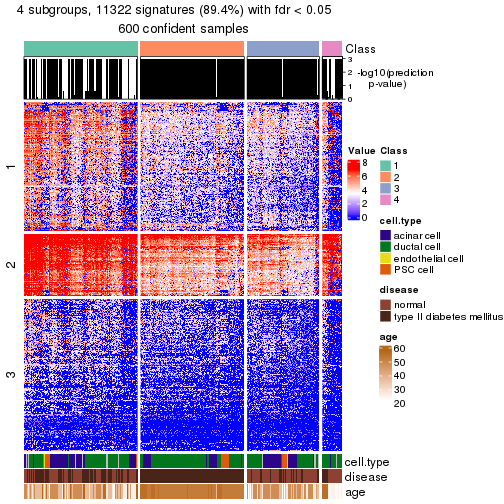 4 subgroups, 11322 signatures (89.4%) with fdr < 0.05
600 confident samples
Class
3
2
1
0
-log10(prediction
p-value)
1
2
3
Value
8
6
4
2
0
Class
1
2
3
4
cell.type
acinar cell
ductal cell
endothelial cell
PSC cell
disease
normal
type II diabetes mellitus
age
60
50
40
30
20
cell.type
disease
age